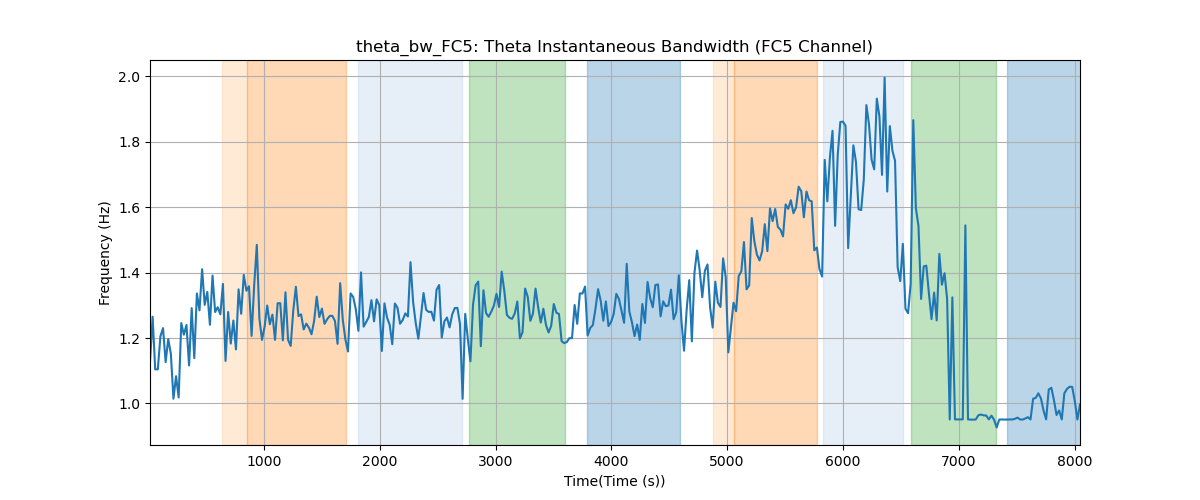 theta_bw_FC5: Theta Instantaneous Bandwidth (FC5 Channel)
Frequency (Hz)
2.0
1.8
1.6
1.4
1.2
1.0
1000 2000 3000 4000 5000 6000 7000 8000
Time(Time (s))